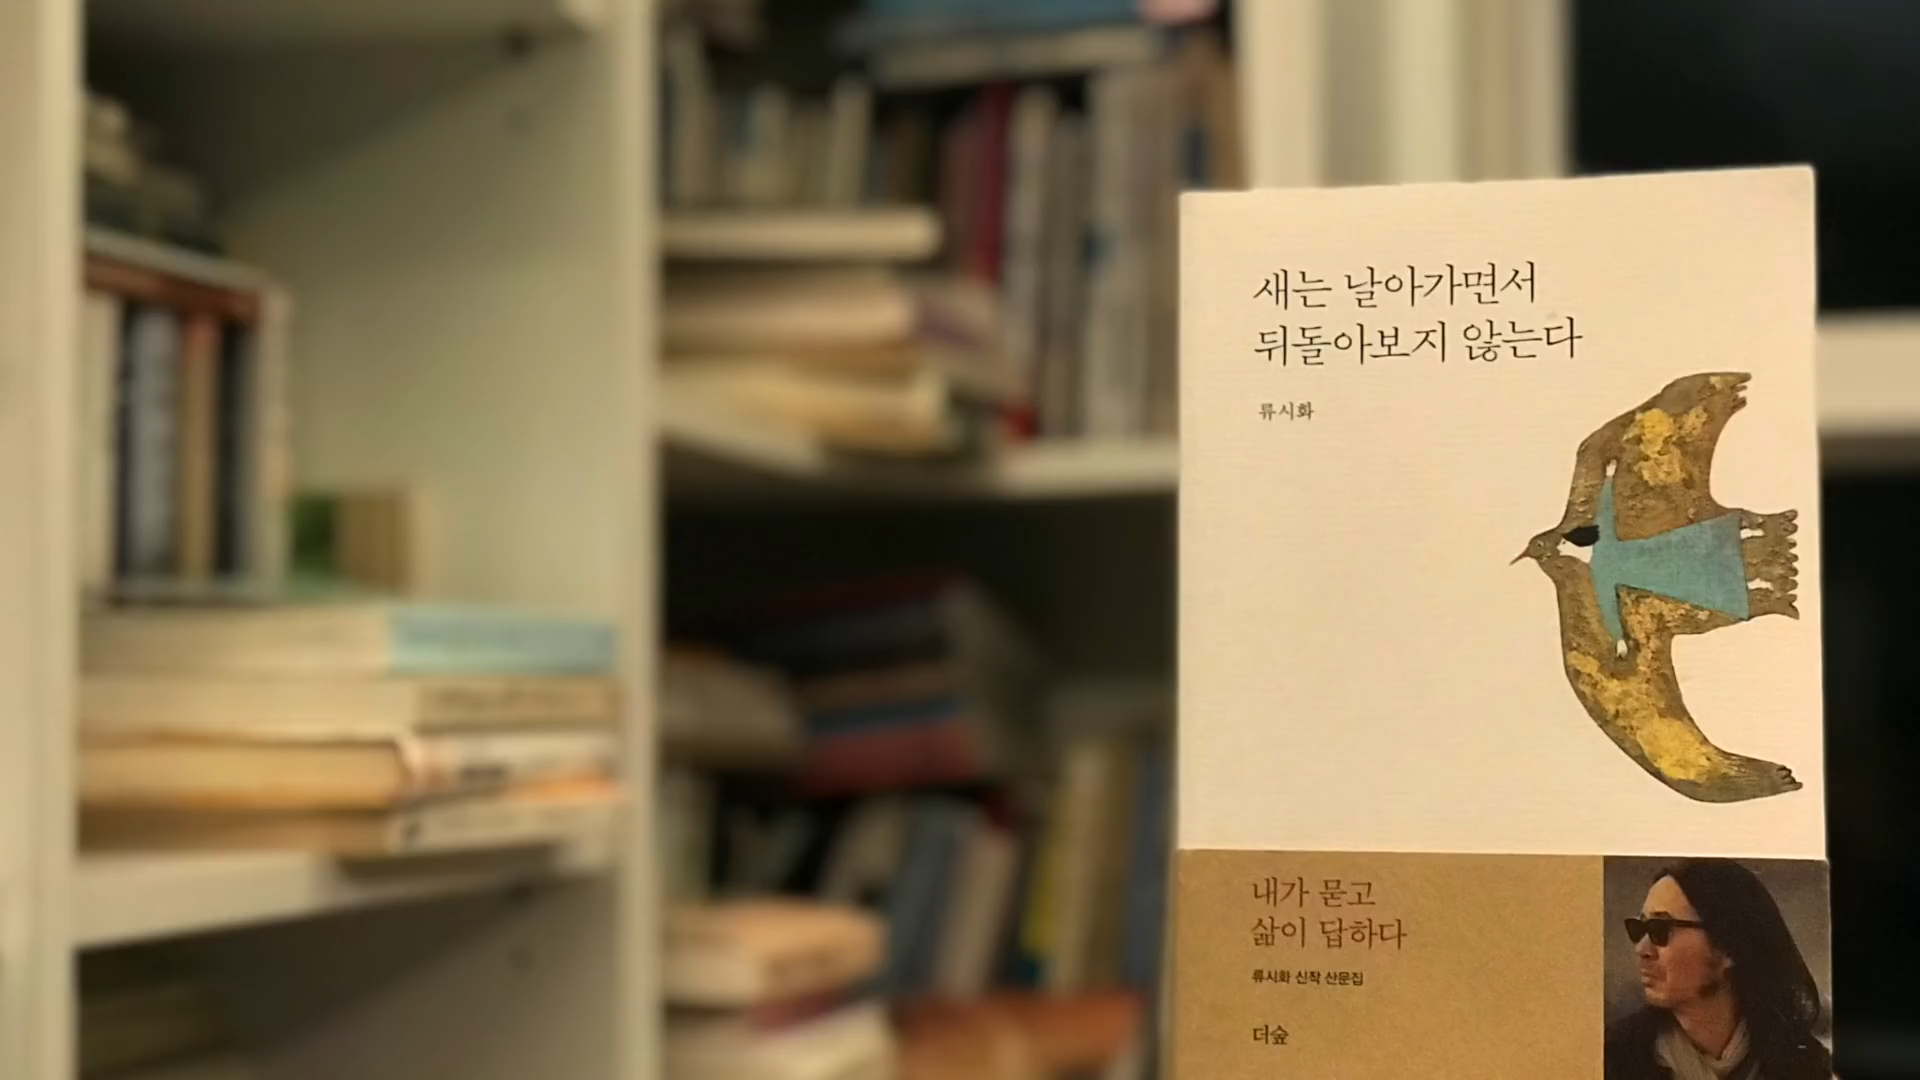 새는 날아가면서
뒤돌아보지 않는다
류시화
내가 묻고
삶이 답하다
류시화 신작 산문집
더숲